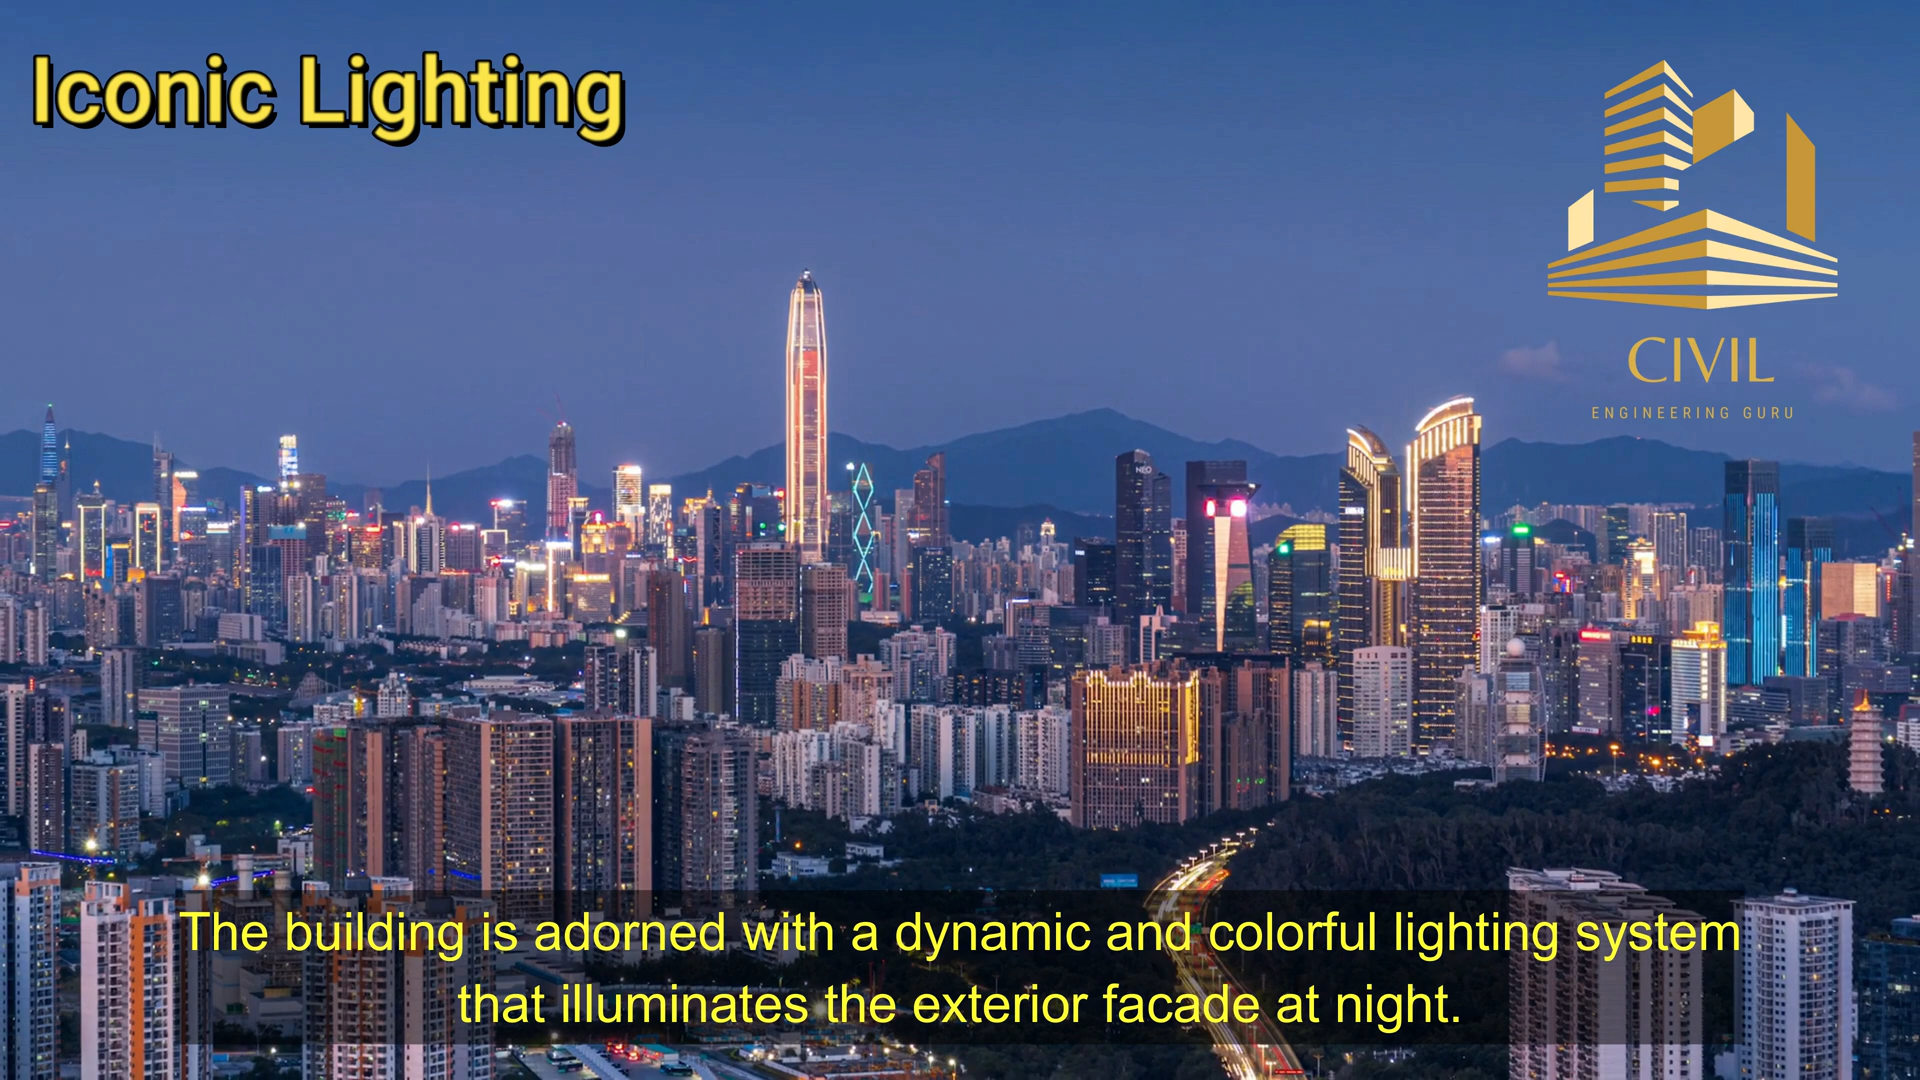 Iconic Lighting
CIVIL
ENGINEERING GURU
NEO
The building is adorned with a dynamic and colorful lighting system
that illuminates the exterior facade at night.